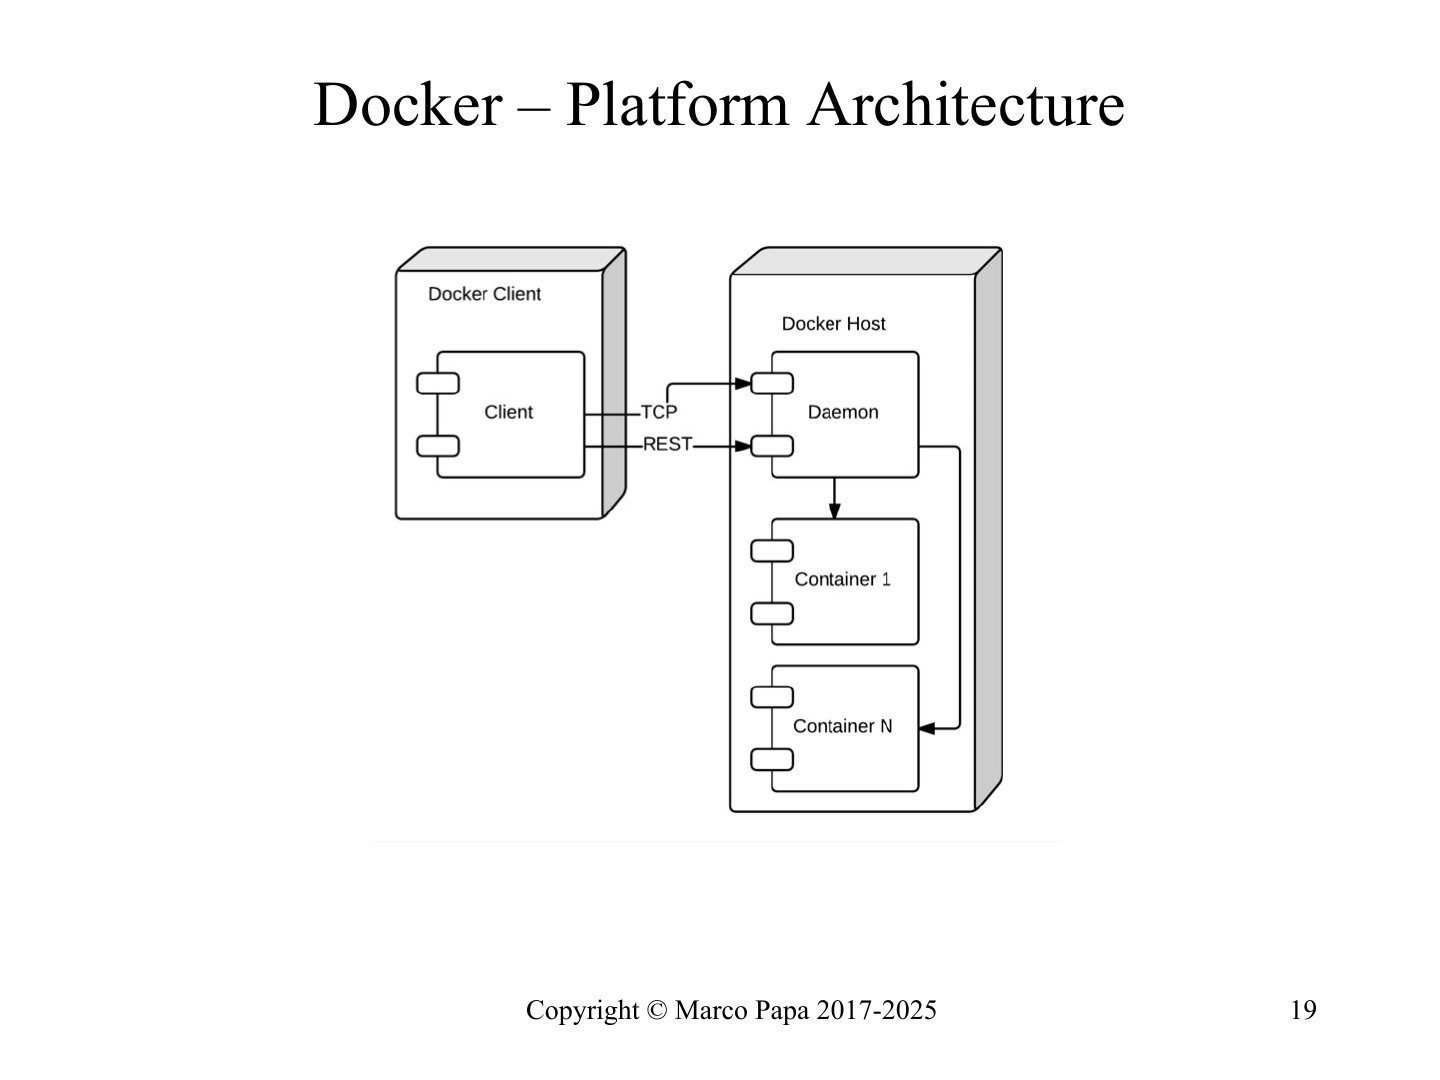 Docker – Platform Architecture
Docker Client
Client
TCP
REST
Docker Host
Daemon
Container 1
Container N
Copyright © Marco Papa 2017-2025
19